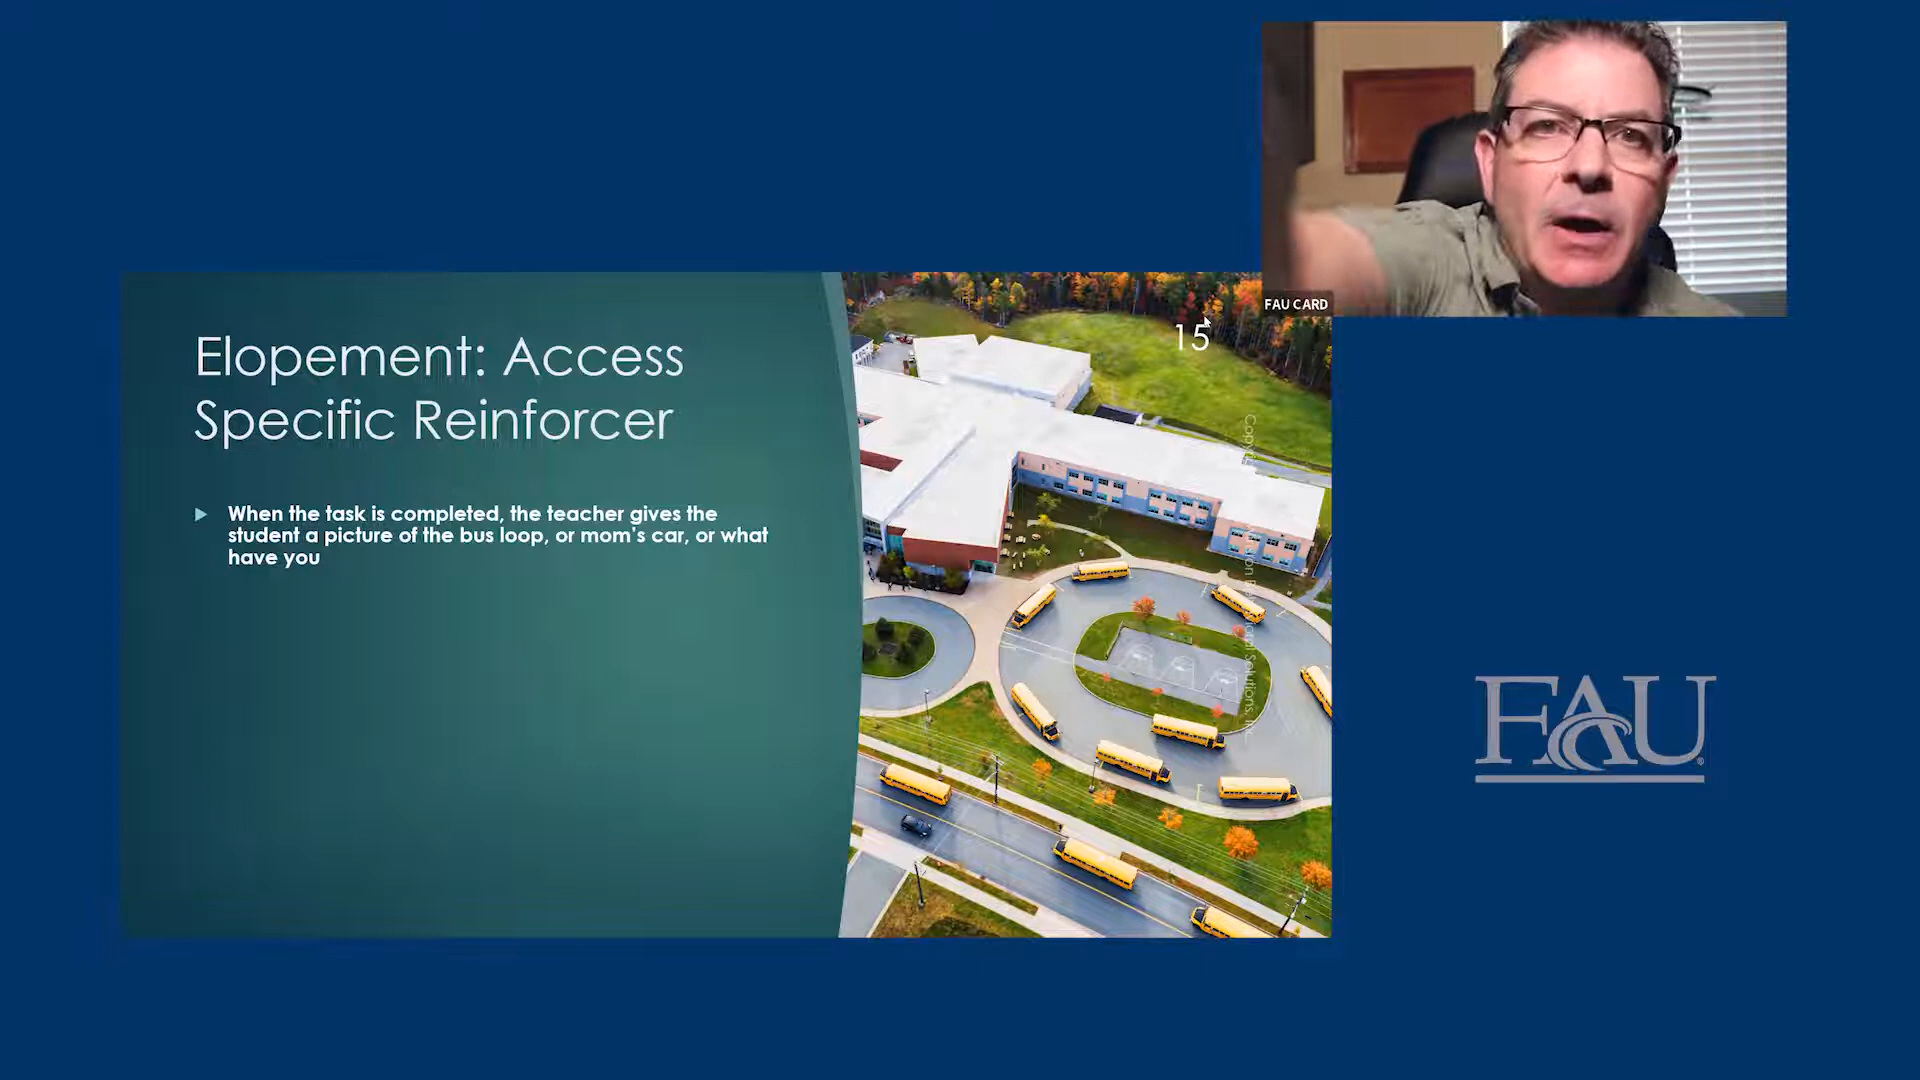 FAU CARD
15
Elopement: Access
Specific Reinforcer
When the task is completed, the teacher gives the
student a picture of the bus loop, or mom's car, or what
have you
FAU